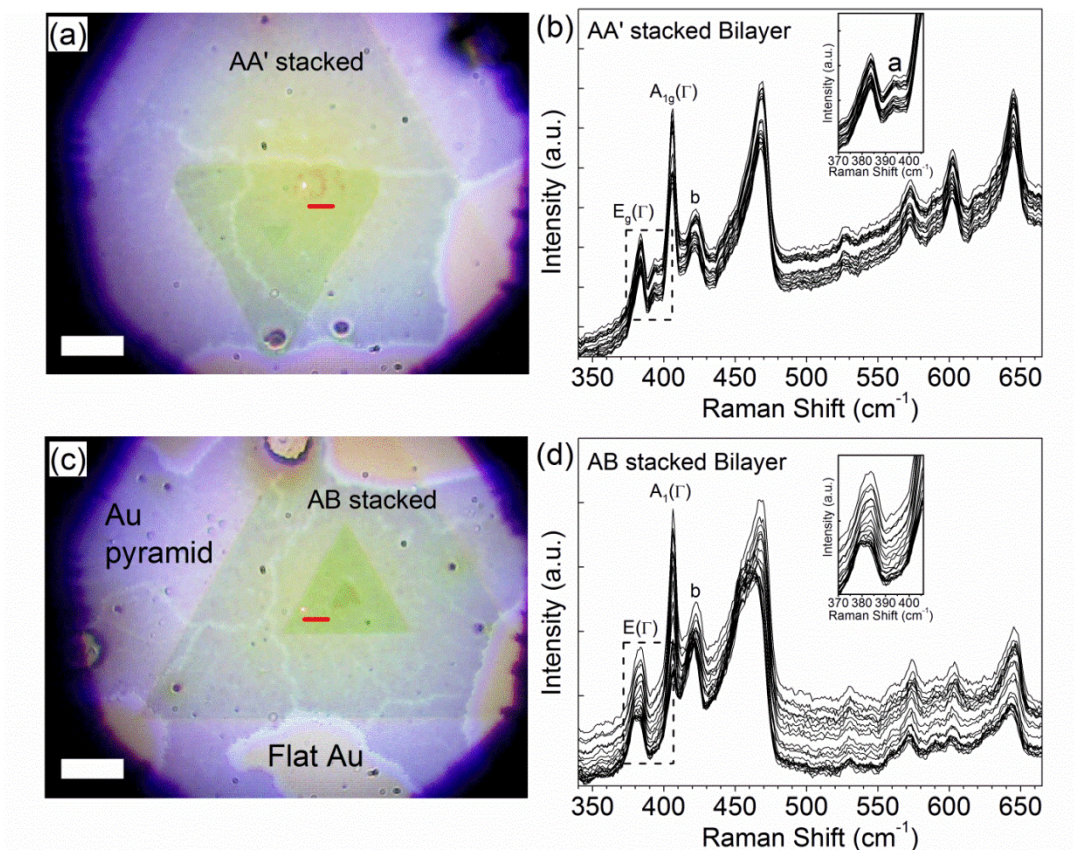 (a)
AA' stacked
(b)
AA' stacked Bilayer
A1g(Γ)
Eg(Γ)
b
a
Intensity (a.u.)
370 380 390 400
Raman Shift (cm-1)
Intensity (a.u.)
350 400 450 500 550 600 650
Raman Shift (cm-1)
(c)
AB stacked
Au
pyramid
Flat Au
(d)
AB stacked Bilayer
A1(Γ)
b
E(Γ)
Intensity (a.u.)
370 380 390 400
Raman Shift (cm-1)
Intensity (a.u.)
350 400 450 500 550 600 650
Raman Shift (cm-1)